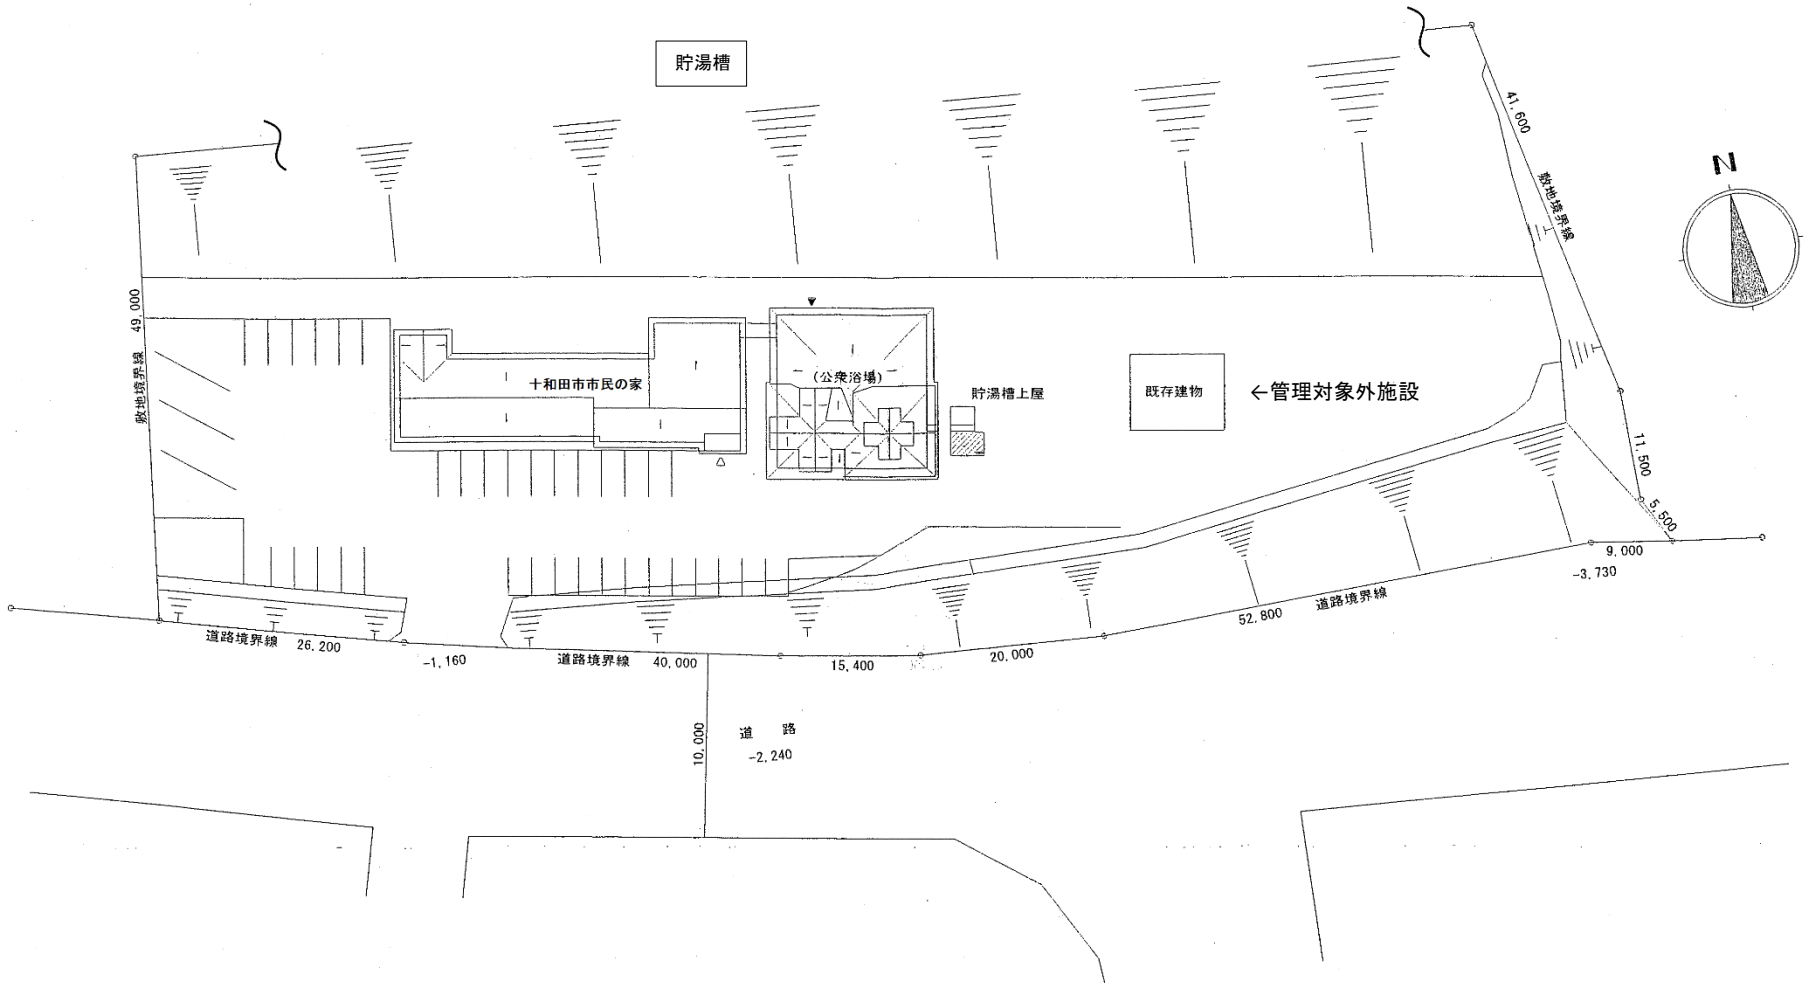 貯湯槽
41,600
N
敷地境界線
49,000
敷地境界線
十和田市市民の家
(公衆浴場)
貯湯槽上屋
既存建物
←管理対象外施設
11,500
5,500
9,000
-3,730
道路境界線
52,800
20,000
15,400
道路境界線 40,000
-1,160
道路境界線 26,200
10,000
道 路
-2,240